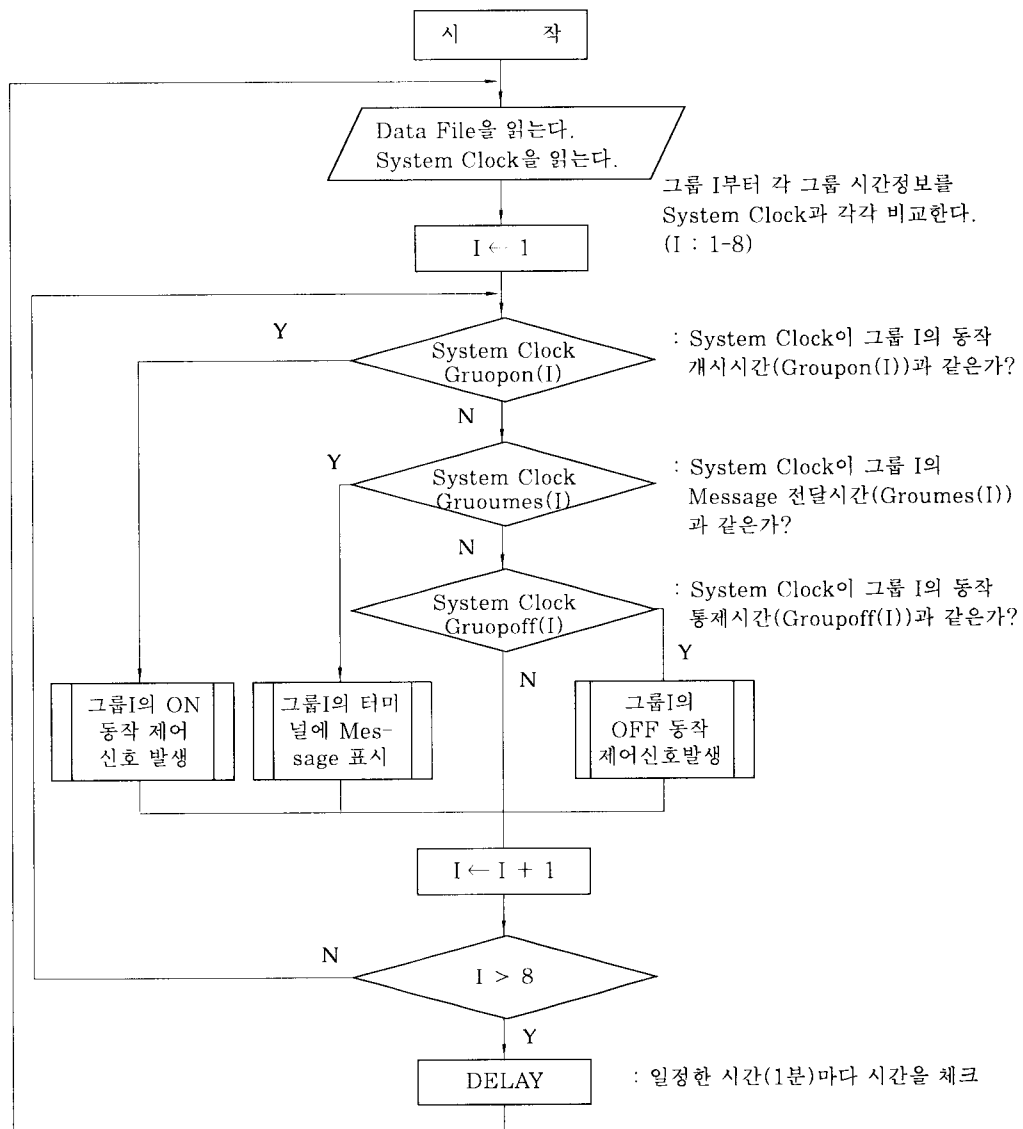 시 작
Data File을 읽는다.
System Clock을 읽는다.
그룹 I부터 각 그룹 시간정보를
System Clock과 각각 비교한다.
(I : 1-8)
I ← 1
Y
System Clock
Gruopon(I)
: System Clock이 그룹 I의 동작
개시시간(Groupon(I))과 같은가?
N
Y
System Clock
Gruoumes(I)
: System Clock이 그룹 I의
Message 전달시간(Groumes(I))
과 같은가?
N
System Clock
Gruopoff(I)
: System Clock이 그룹 I의 동작
통제시간(Groupoff(I))과 같은가?
Y
N
그룹I의 ON
동작 제어
신호 발생
그룹I의 터미
널에 Mes-
sage 표시
그룹I의
OFF 동작
제어신호발생
I ← I + 1
N
I > 8
Y
DELAY
: 일정한 시간(1분)마다 시간을 체크